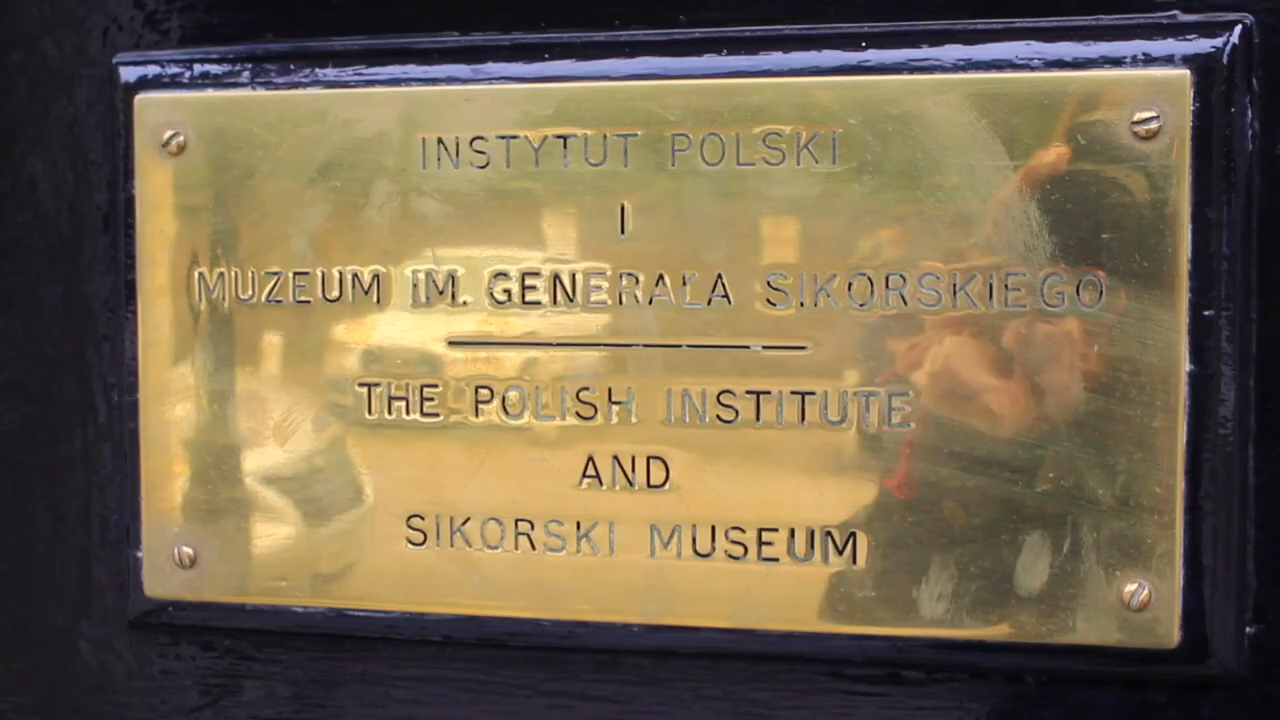 INSTYTUT POLSKI
I
MUZEUM IM. GENERAŁA SIKORSKIEGO
THE POLISH INSTITUTE
AND
SIKORSKI MUSEUM